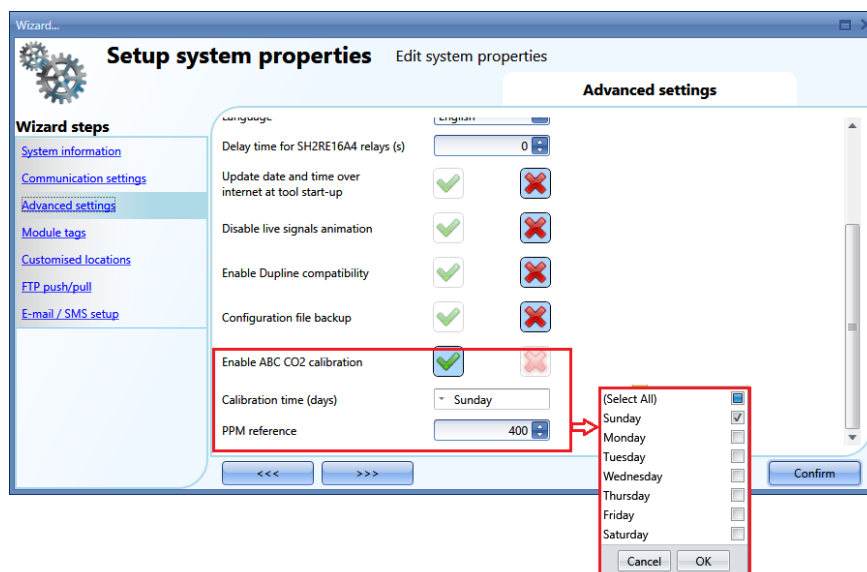 Wizard...
Setup system properties Edit system properties
Advanced settings
Wizard steps
System information
Communication settings
Advanced settings
Module tags
Customised locations
FTP push/pull
E-mail / SMS setup
Language English
Delay time for SH2RE16A4 relays (s) 0
Update date and time over
internet at tool start-up
Disable live signals animation
Enable Dupline compatibility
Configuration file backup
Enable ABC CO2 calibration
Calibration time (days) Sunday
PPM reference 400
<<< >>> Confirm
(Select All)
Sunday
Monday
Tuesday
Wednesday
Thursday
Friday
Saturday
Cancel OK